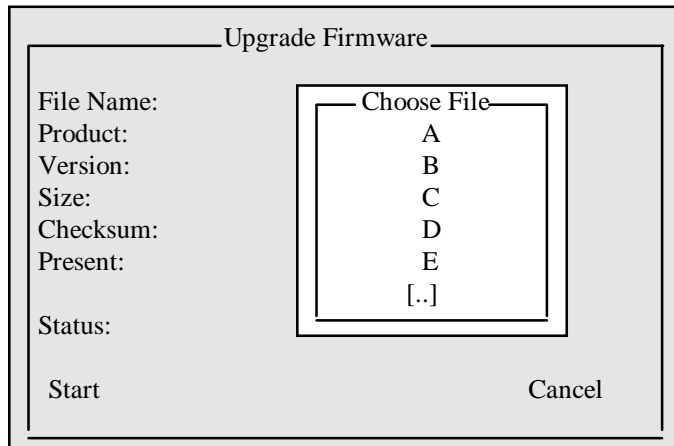 Upgrade Firmware
File Name:
Product:
Version:
Size:
Checksum:
Present:
Status:
Choose File
A
B
C
D
E
[..]
Start
Cancel